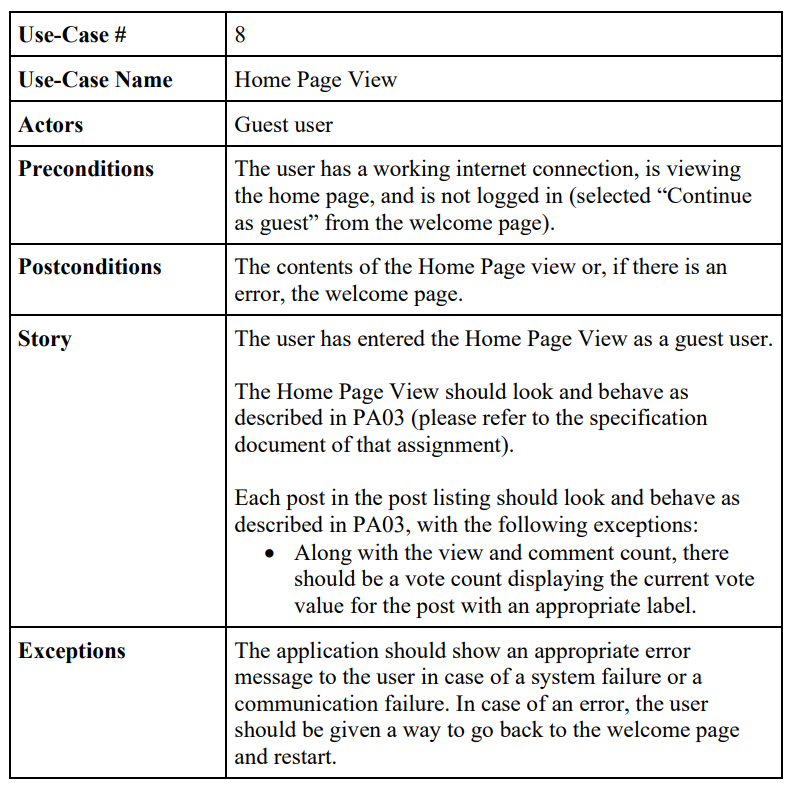 Use-Case #
8
Use-Case Name
Home Page View
Actors
Guest user
Preconditions
The user has a working internet connection, is viewing
the home page, and is not logged in (selected “Continue
as guest” from the welcome page).
Postconditions
The contents of the Home Page view or, if there is an
error, the welcome page.
Story
The user has entered the Home Page View as a guest user.
The Home Page View should look and behave as
described in PA03 (please refer to the specification
document of that assignment).
Each post in the post listing should look and behave as
described in PA03, with the following exceptions:
● Along with the view and comment count, there
should be a vote count displaying the current vote
value for the post with an appropriate label.
Exceptions
The application should show an appropriate error
message to the user in case of a system failure or a
communication failure. In case of an error, the user
should be given a way to go back to the welcome page
and restart.